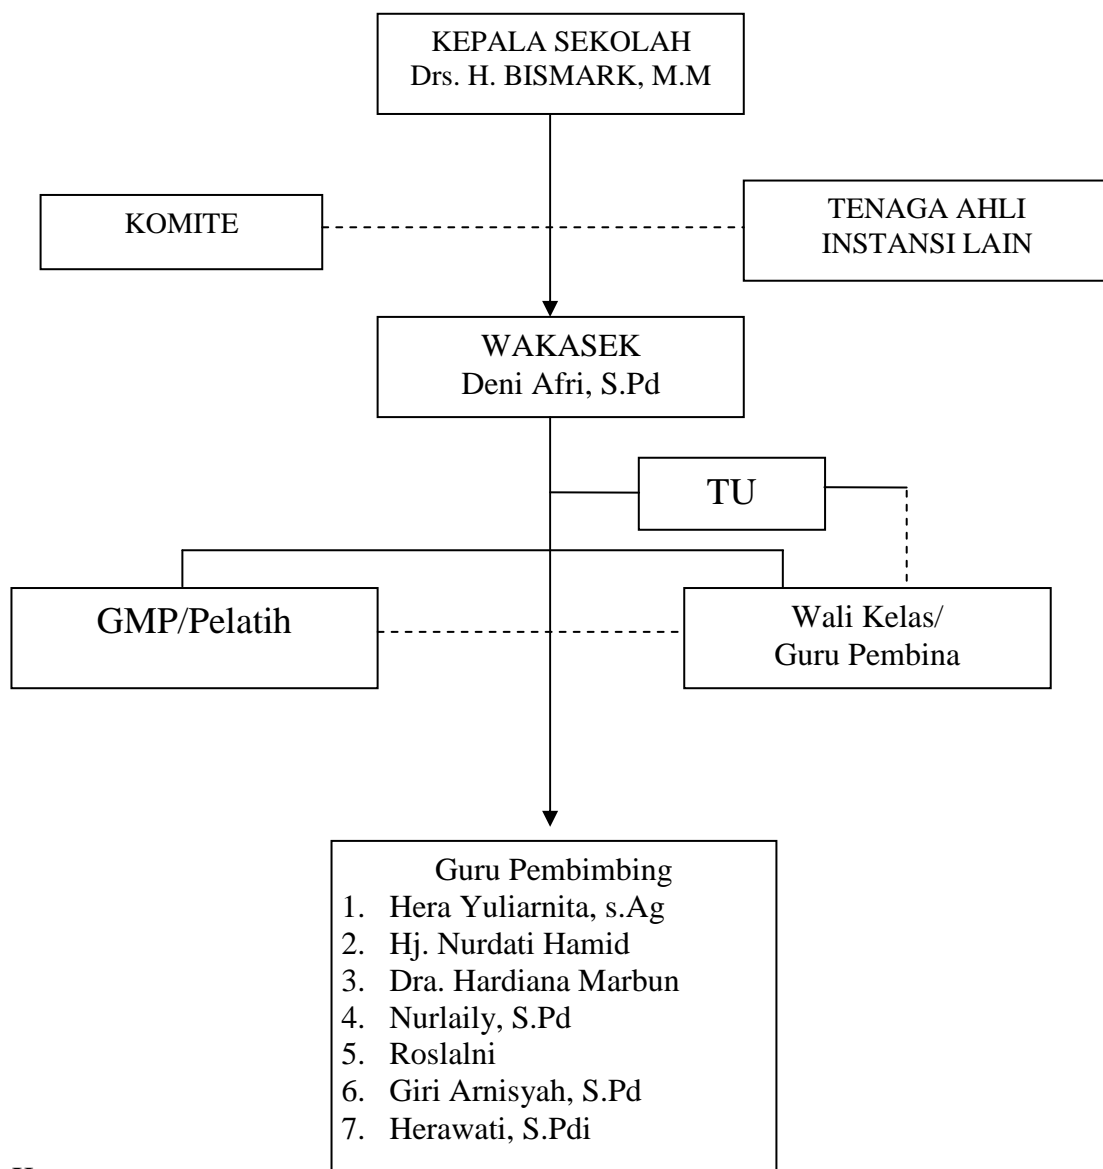 KEPALA SEKOLAH
Drs. H. BISMARK, M.M
KOMITE
TENAGA AHLI
INSTANSI LAIN
WAKASEK
Deni Afri, S.Pd
TU
GMP/Pelatih
Wali Kelas/
Guru Pembina
Guru Pembimbing
1. Hera Yuliarnita, s.Ag
2. Hj. Nurdati Hamid
3. Dra. Hardiana Marbun
4. Nurlaily, S.Pd
5. Roslalni
6. Giri Arnisyah, S.Pd
7. Herawati, S.Pdi